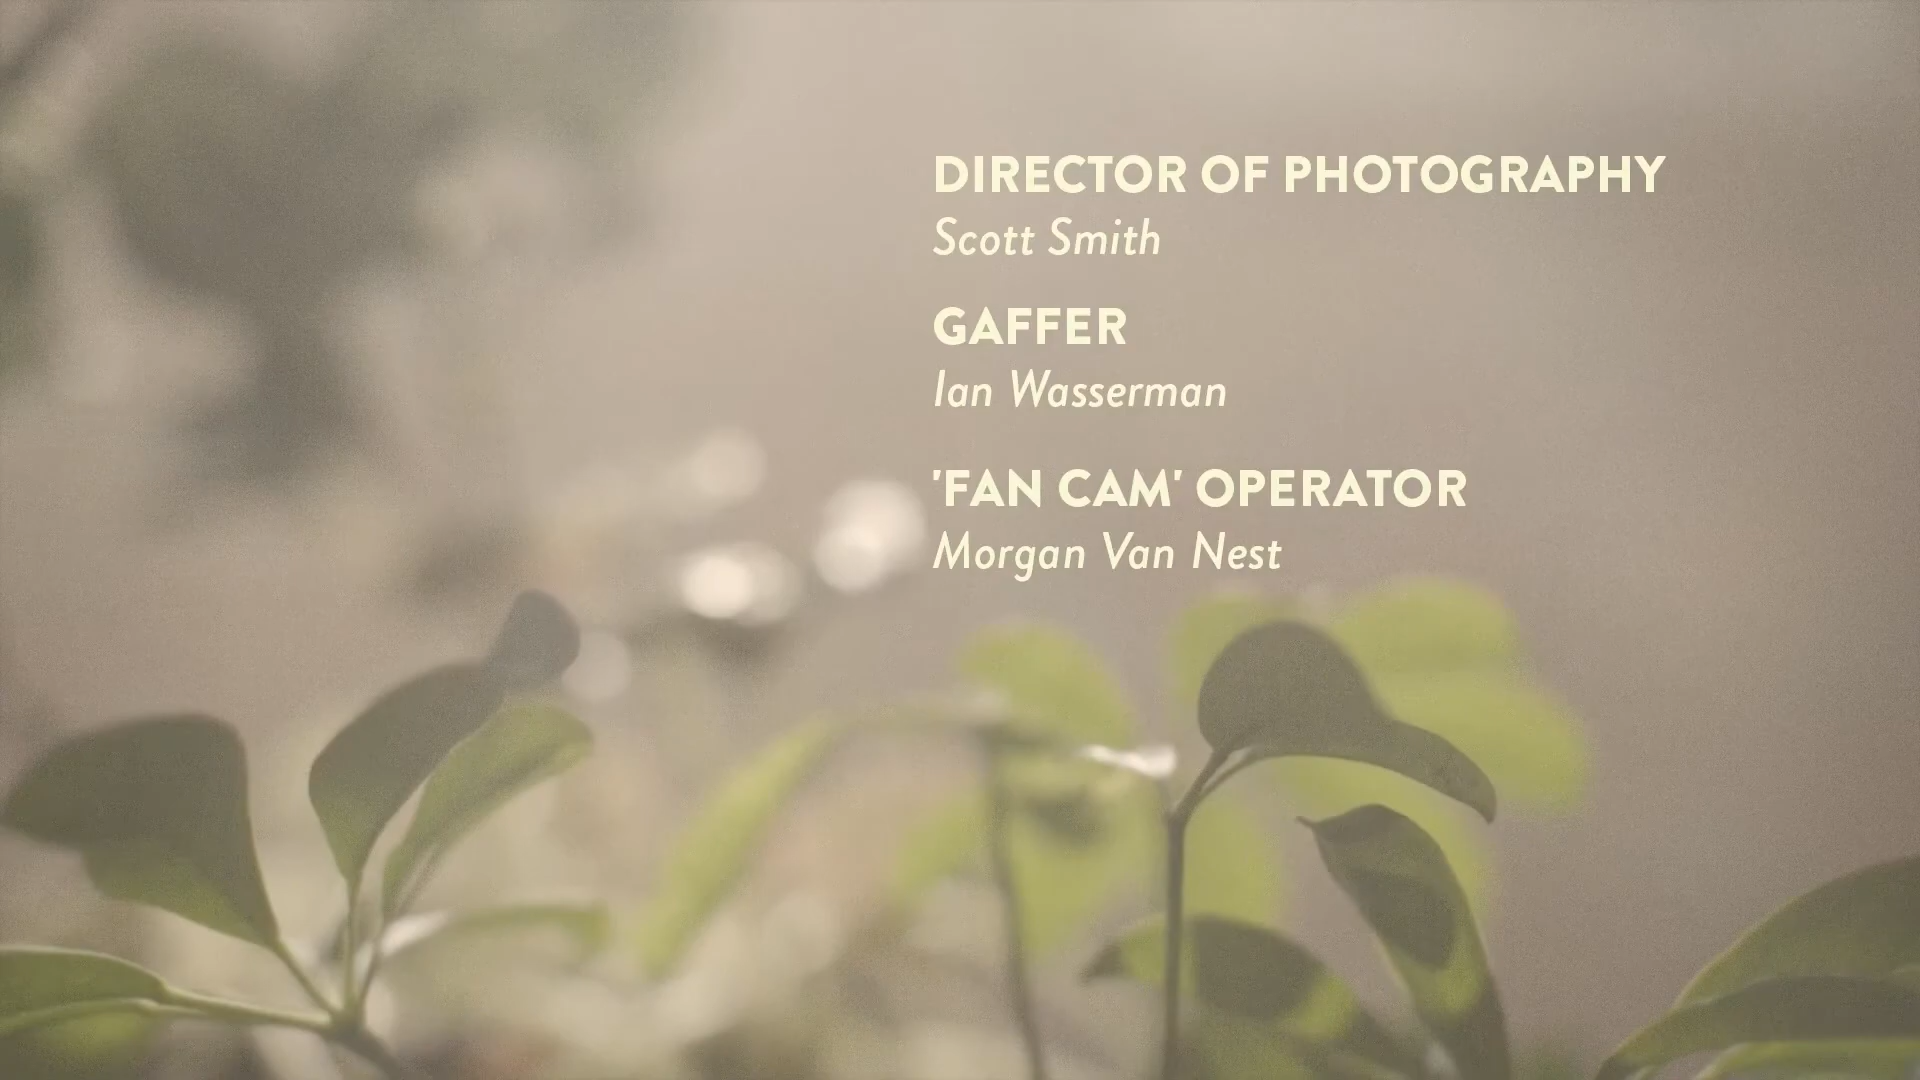 DIRECTOR OF PHOTOGRAPHY
Scott Smith
GAFFER
Ian Wasserman
'FAN CAM' OPERATOR
Morgan Van Nest